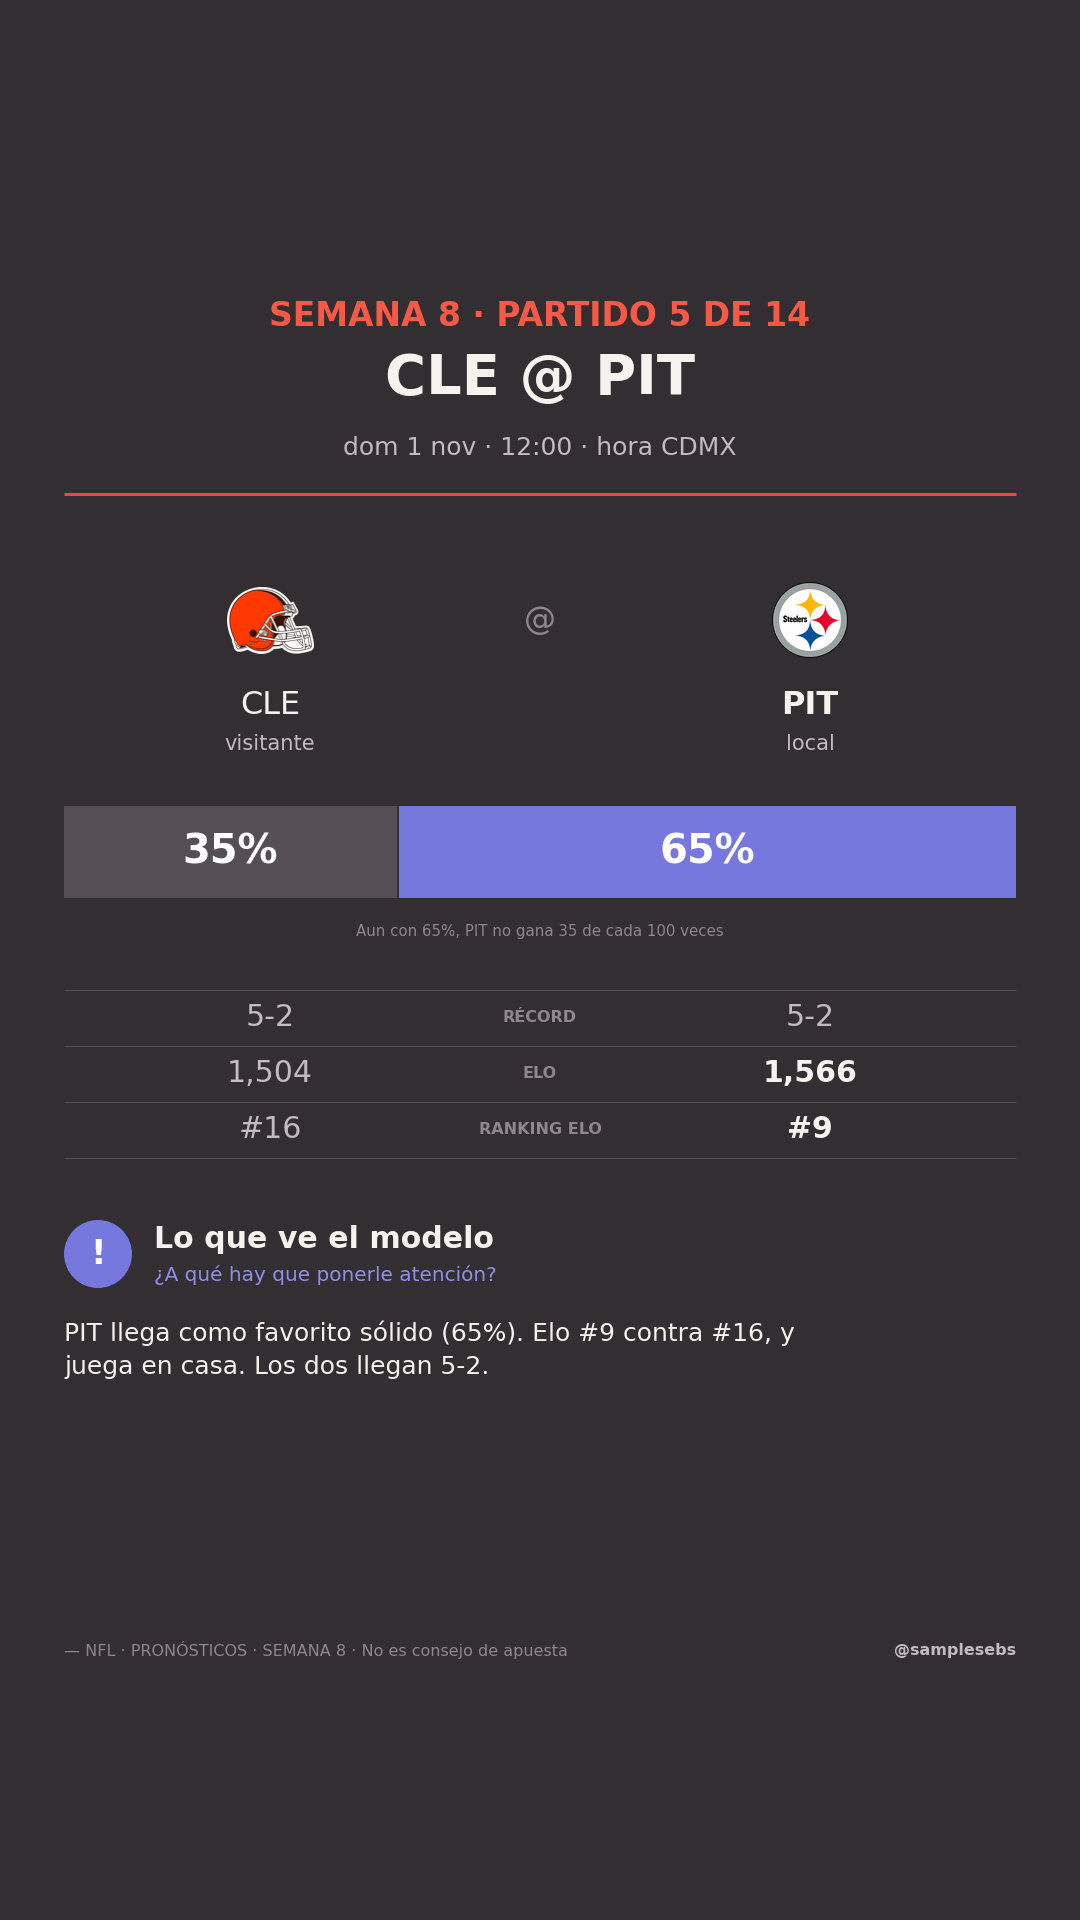 SEMANA 8 · PARTIDO 5 DE 14
CLE @ PIT
dom 1 nov · 12:00 · hora CDMX
@
Steelers
CLE
PIT
visitante
local
35%
65%
Aun con 65%, PIT no gana 35 de cada 100 veces
5-2 RÉCORD 5-2
1,504 ELO 1,566
#16 RANKING ELO #9
!
Lo que ve el modelo
¿A qué hay que ponerle atención?
PIT llega como favorito sólido (65%). Elo #9 contra #16, y
juega en casa. Los dos llegan 5-2.
— NFL · PRONÓSTICOS · SEMANA 8 · No es consejo de apuesta
@samplesebs